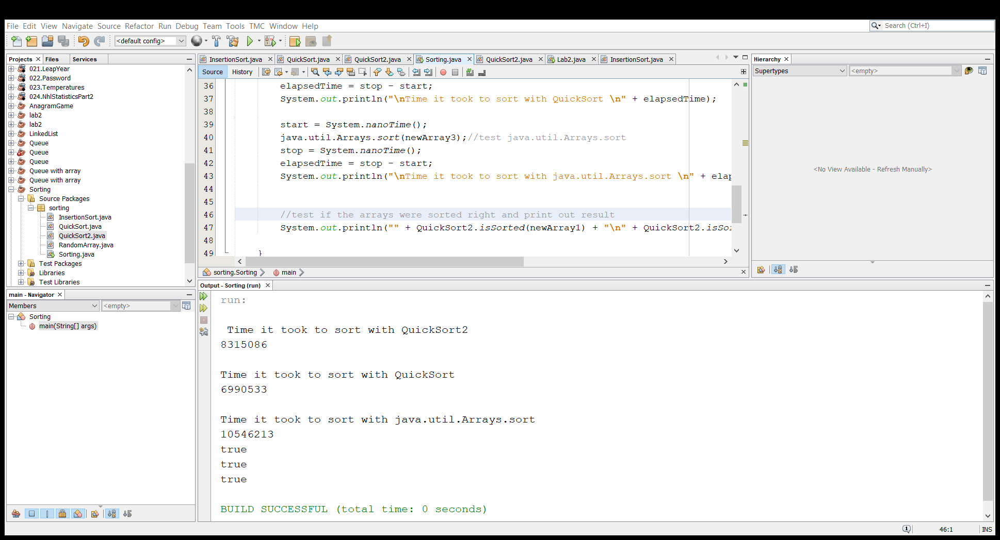 File Edit View Navigate Source Refactor Run Debug Team Tools TMC Window Help
Search (Ctrl+I)
<default config>
Projects Files Services
021.LeapYear
022.Password
023.Temperatures
024.NhlStatisticsPart2
AnagramGame
lab2
lab2
LinkedList
Queue
Queue
Queue
Queue with array
Queue with array
Sorting
Source Packages
sorting
InsertionSort.java
QuickSort.java
QuickSort2.java
RandomArray.java
Sorting.java
Test Packages
Libraries
Test Libraries
main - Navigator
Members <empty>
Sorting
main(String[] args)
InsertionSort.java QuickSort.java QuickSort2.java Sorting.java QuickSort2.java Lab2.java InsertionSort.java
Source History
36 elapsedTime = stop - start;
37 System.out.println("\nTime it took to sort with QuickSort \n" + elapsedTime);
38
39 start = System.nanoTime();
40 java.util.Arrays.sort(newArray3);//test java.util.Arrays.sort
41 stop = System.nanoTime();
42 elapsedTime = stop - start;
43 System.out.println("\nTime it took to sort with java.util.Arrays.sort \n" + elap
44
45
46 //test if the arrays were sorted right and print out result
47 System.out.println("" + QuickSort2.isSorted(newArray1) + "\n" + QuickSort2.isSo
48
49 }
sorting.Sorting main
Hierarchy
Supertypes <empty>
<No View Available - Refresh Manually>
Output - Sorting (run)
run:
Time it took to sort with QuickSort2
8315086
Time it took to sort with QuickSort
6990533
Time it took to sort with java.util.Arrays.sort
10546213
true
true
true
BUILD SUCCESSFUL (total time: 0 seconds)
1 46:1 INS